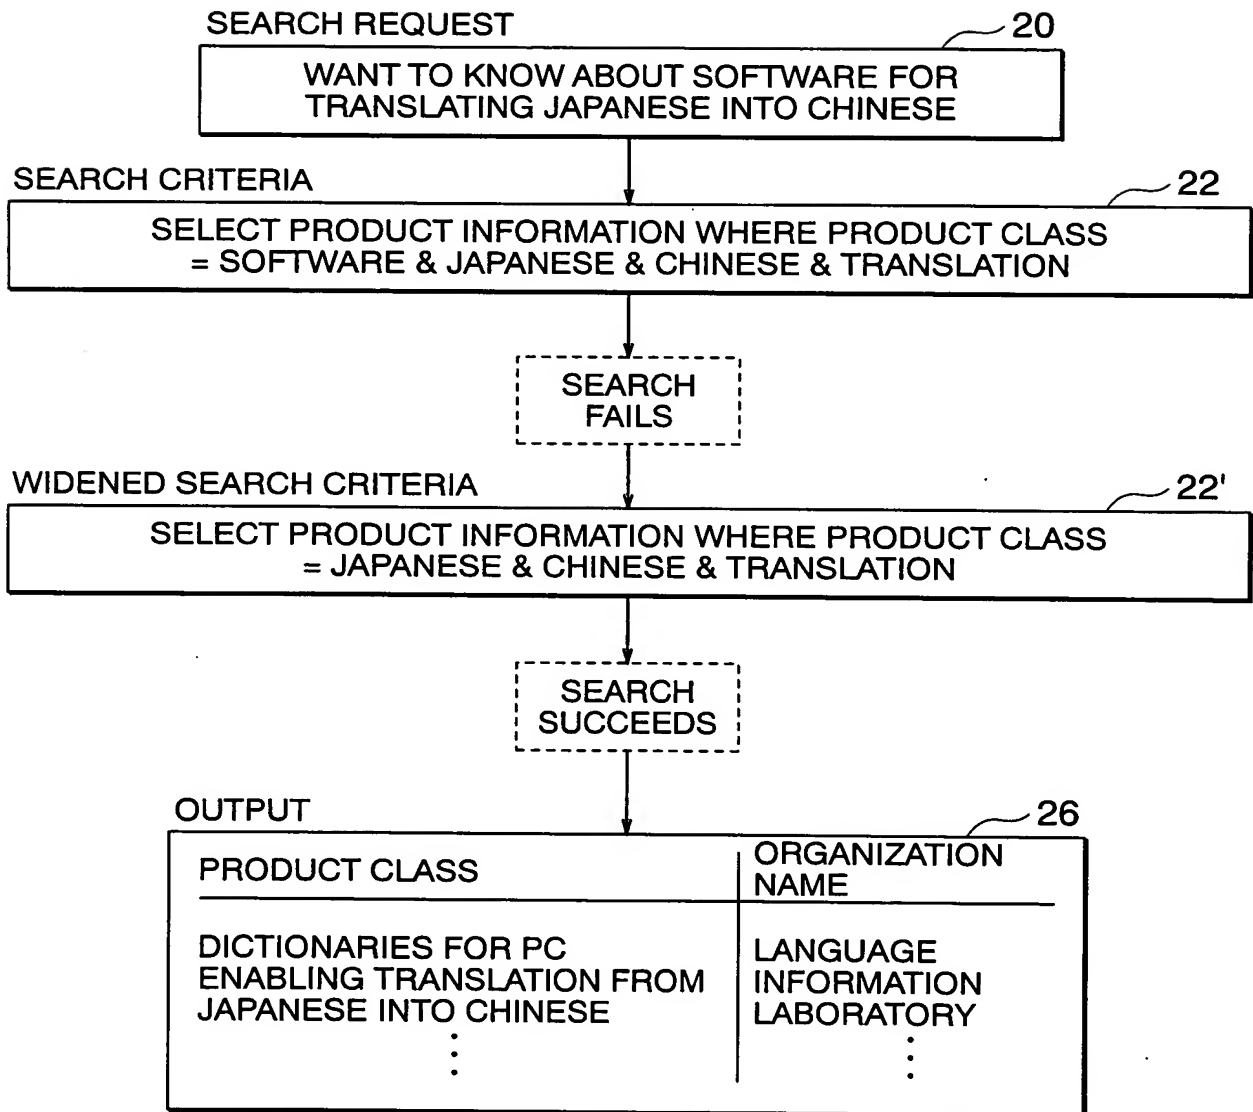 SEARCH REQUEST
20
WANT TO KNOW ABOUT SOFTWARE FOR
TRANSLATING JAPANESE INTO CHINESE
SEARCH CRITERIA
22
SELECT PRODUCT INFORMATION WHERE PRODUCT CLASS
= SOFTWARE & JAPANESE & CHINESE & TRANSLATION
SEARCH
FAILS
WIDENED SEARCH CRITERIA
22'
SELECT PRODUCT INFORMATION WHERE PRODUCT CLASS
= JAPANESE & CHINESE & TRANSLATION
SEARCH
SUCCEEDS
OUTPUT
26
PRODUCT CLASS
ORGANIZATION
NAME
DICTIONARIES FOR PC
ENABLING TRANSLATION FROM
JAPANESE INTO CHINESE
LANGUAGE
INFORMATION
LABORATORY